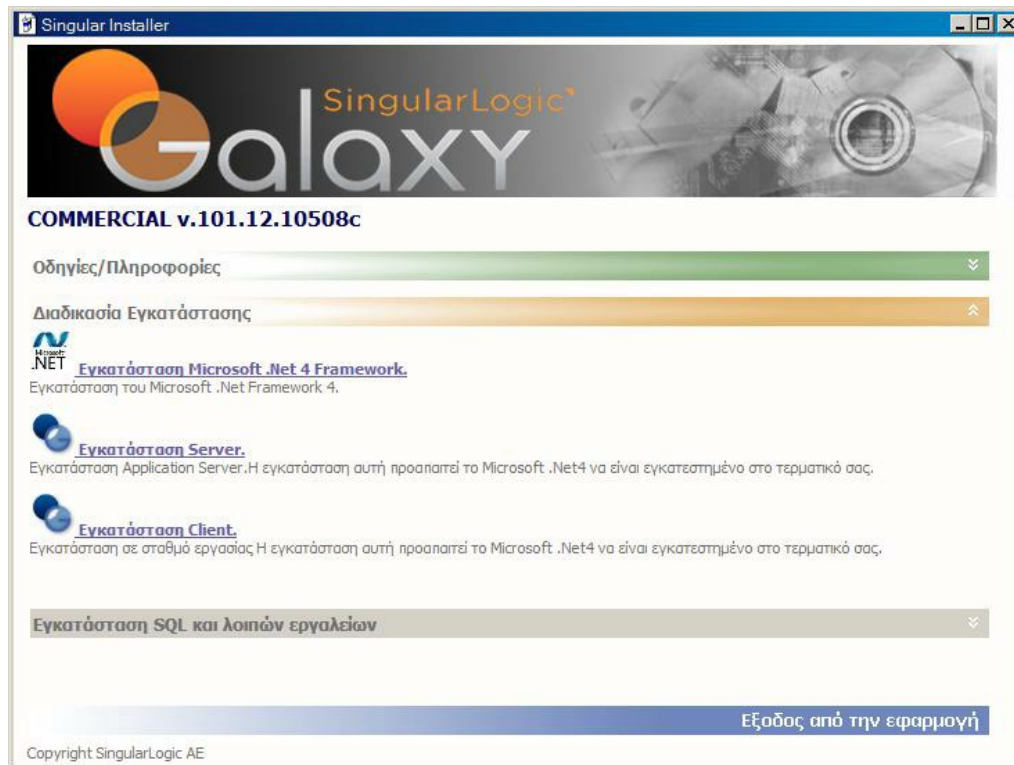 Singular Installer
SingularLogic
Galaxy
COMMERCIAL v.101.12.10508c
Οδηγίες/Πληροφορίες
Διαδικασία Εγκατάστασης
Microsoft
.NET
Εγκατάσταση Microsoft .Net 4 Framework.
Εγκατάσταση του Microsoft .Net Framework 4.
Εγκατάσταση Server.
Εγκατάσταση Application Server.Η εγκατάσταση αυτή προαπαιτεί το Microsoft .Net4 να είναι εγκατεστημένο στο τερματικό σας.
Εγκατάσταση Client.
Εγκατάσταση σε σταθμό εργασίας Η εγκατάσταση αυτή προαπαιτεί το Microsoft .Net4 να είναι εγκατεστημένο στο τερματικό σας.
Εγκατάσταση SQL και λοιπών εργαλείων
Εξοδος από την εφαρμογή
Copyright SingularLogic AE